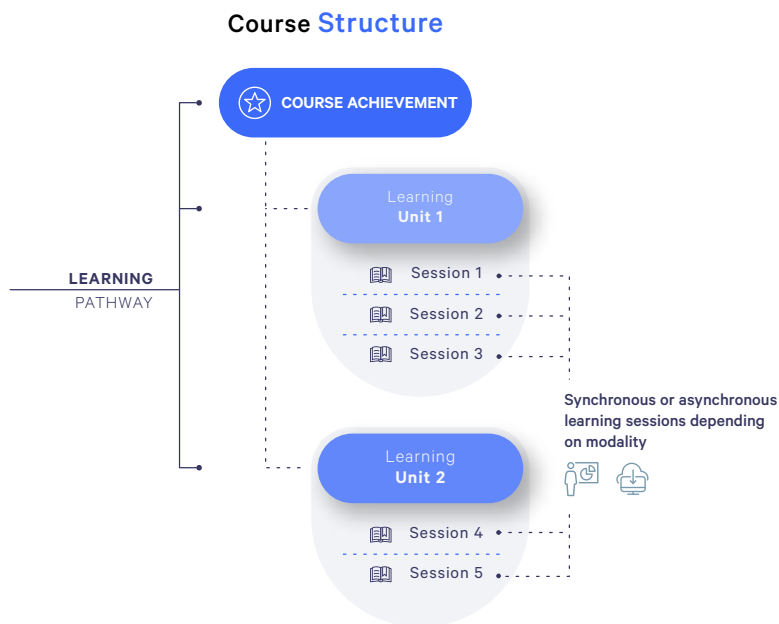 Course Structure
COURSE ACHIEVEMENT
Learning
Unit 1
Session 1
Session 2
Session 3
LEARNING
PATHWAY
Synchronous or asynchronous
learning sessions depending
on modality
Learning
Unit 2
Session 4
Session 5